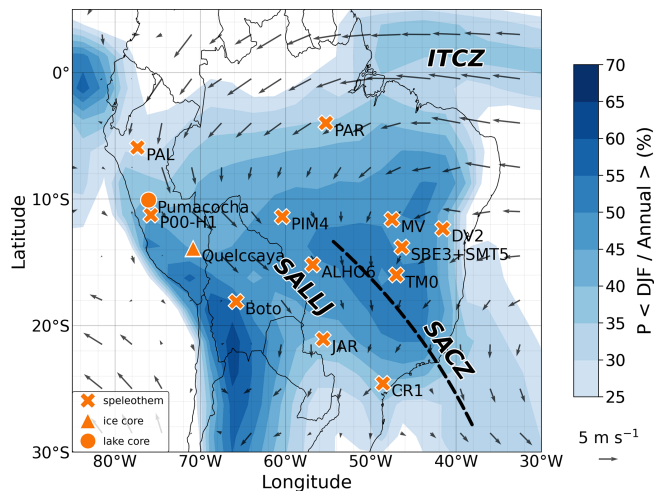 ITCZ
0°
PAR
PAL
10°S
Pumacocha
P00-H1
PIM4
MV
DV2
SBE3+SMT5
Quelccaya
ALHO6
TM0
SALLJ
Boto
20°S
JAR
SACZ
CR1
speleothem
ice core
lake core
30°S
80°W 70°W 60°W 50°W 40°W 30°W
Longitude
Latitude
70
65
60
55
50
45
40
35
30
25
P < DJF / Annual > (%)
5 m s⁻¹